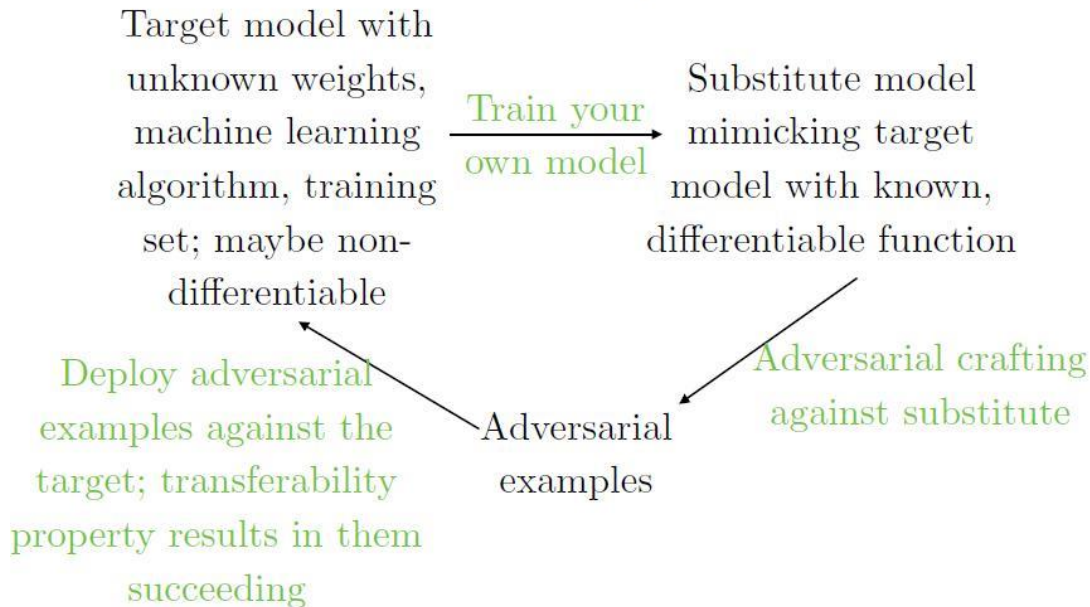 Target model with
unknown weights,
machine learning
algorithm, training
set; maybe non-
differentiable
Train your
own model
Substitute model
mimicking target
model with known,
differentiable function
Adversarial crafting
against substitute
Adversarial
examples
Deploy adversarial
examples against the
target; transferability
property results in them
succeeding